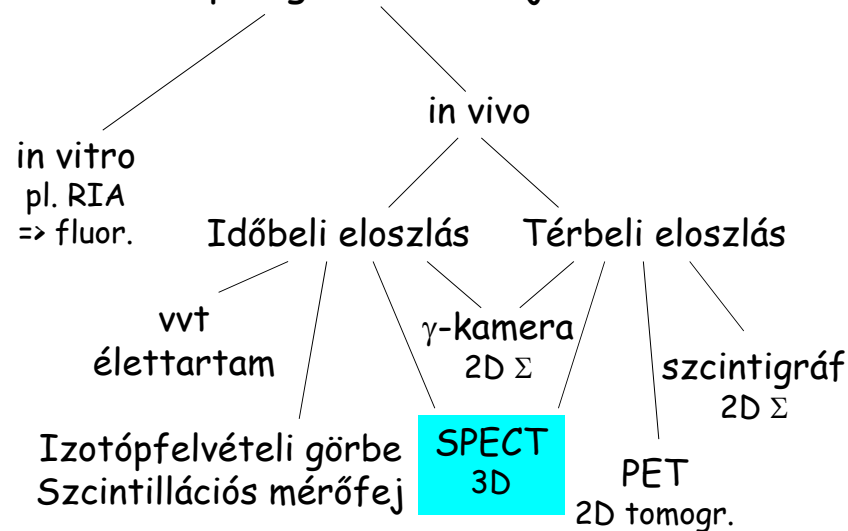 in vivo
in vitro
pl. RIA
=> fluor.
Időbeli eloszlás
Térbeli eloszlás
vvt
élettartam
γ-kamera
2D Σ
szcintigráf
2D Σ
Izotópfelvételi görbe
Szcintillációs mérőfej
SPECT
3D
PET
2D tomogr.